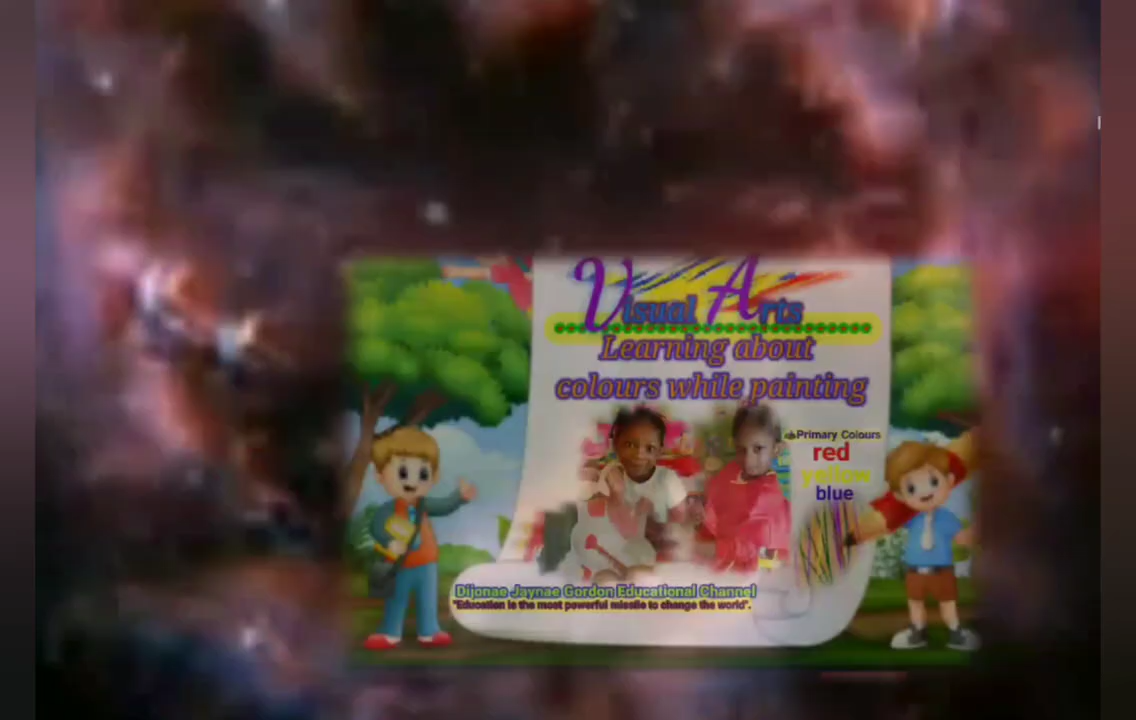 Visual Arts
Learning about
colours while painting
Primary Colours
red
yellow
blue
Dijonae Jaynae Gordon Educational Channel
"Education is the most powerful missile to change the world".